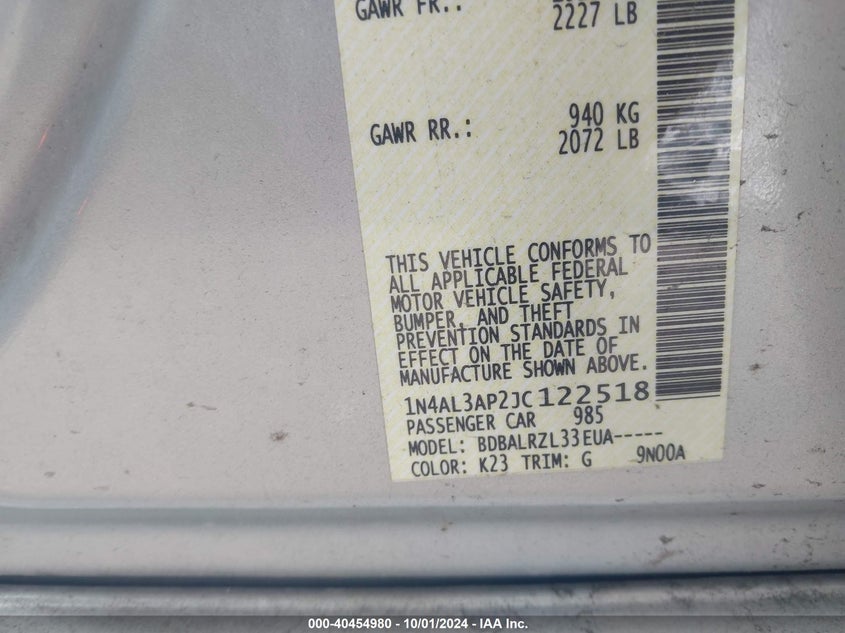 GAWR FR.:
2227 LB
GAWR RR.: 940 KG
2072 LB
THIS VEHICLE CONFORMS TO
ALL APPLICABLE FEDERAL
MOTOR VEHICLE SAFETY,
BUMPER, AND THEFT
PREVENTION STANDARDS IN
EFFECT ON THE DATE OF
MANUFACTURE SHOWN ABOVE.
1N4AL3AP2JC122518
PASSENGER CAR 985
MODEL: BDBALRZL33EUA-----
COLOR: K23 TRIM: G 9N00A
000-40454980 - 10/01/2024 - IAA Inc.